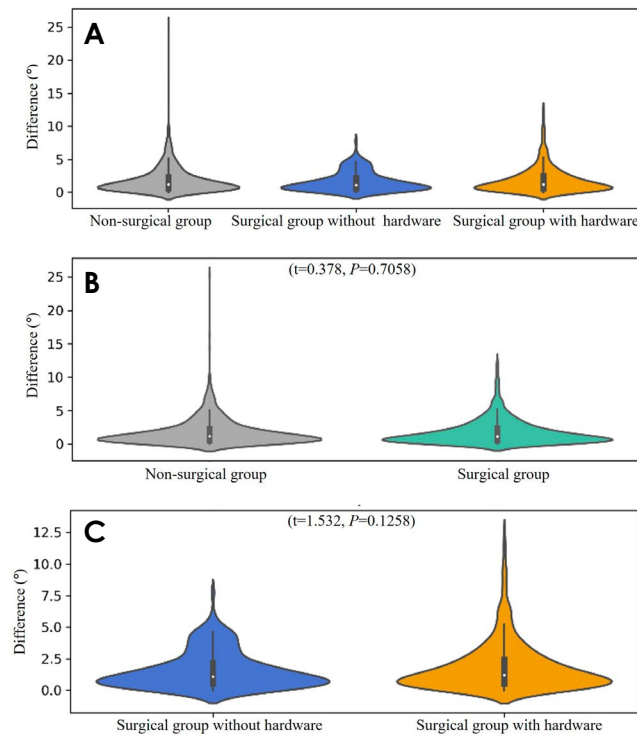 A
25
20
15
10
5
0
Difference (°)
Non-surgical group Surgical group without hardware Surgical group with hardware
B
(t=0.378, P=0.7058)
25
20
15
10
5
0
Difference (°)
Non-surgical group Surgical group
C
(t=1.532, P=0.1258)
12.5
10.0
7.5
5.0
2.5
0.0
Difference (°)
Surgical group without hardware Surgical group with hardware